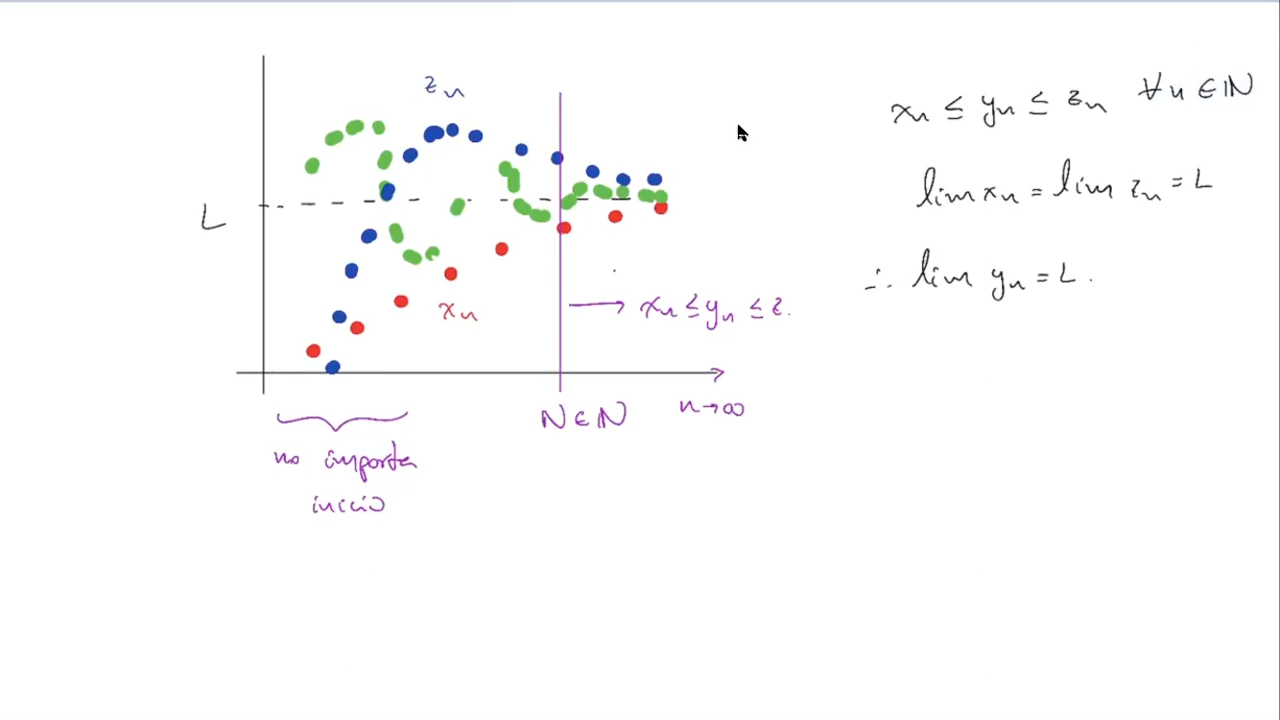 zₙ
xₙ ≤ yₙ ≤ zₙ ∀n ∈ ℕ
lim xₙ = lim zₙ = L
L
∴ lim yₙ = L.
xₙ
→ xₙ ≤ yₙ ≤ z.
N ∈ ℕ
n → ∞
no importa
inicio